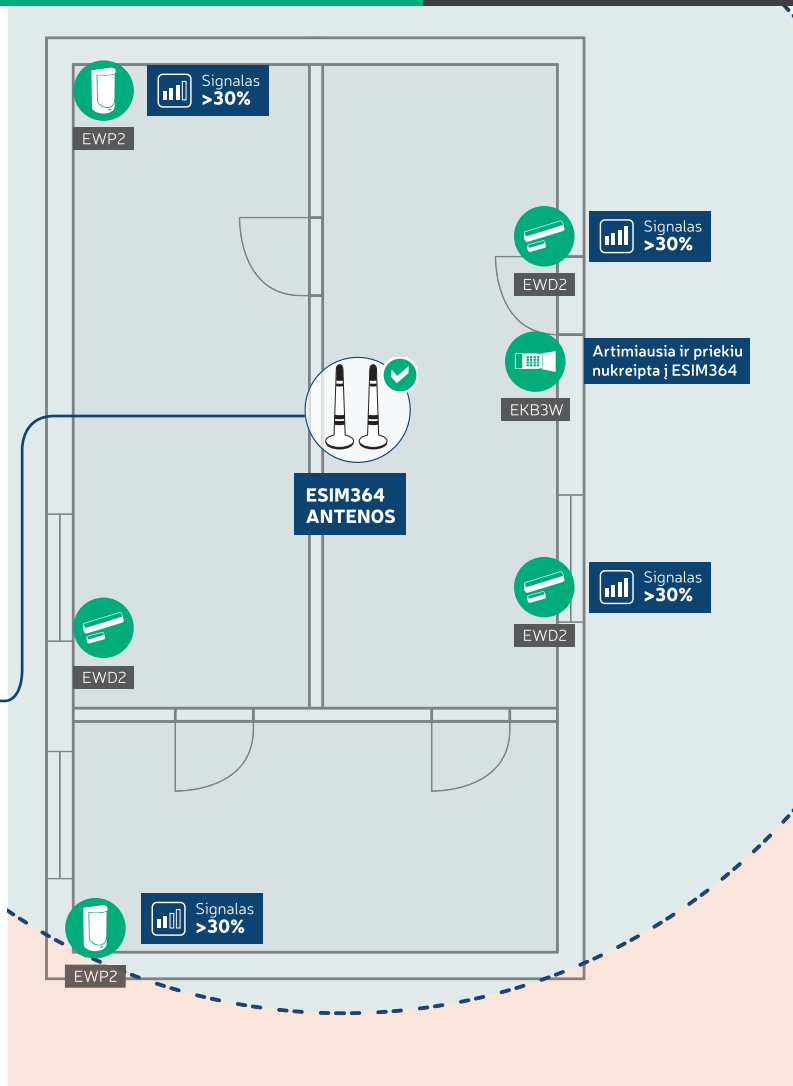 Signalas
>30%
EWP2
Signalas
>30%
EWD2
Artimiausia ir priekiu
nukreipta į ESIM364
EKB3W
ESIM364
ANTENOS
Signalas
>30%
EWD2
EWD2
Signalas
>30%
EWP2